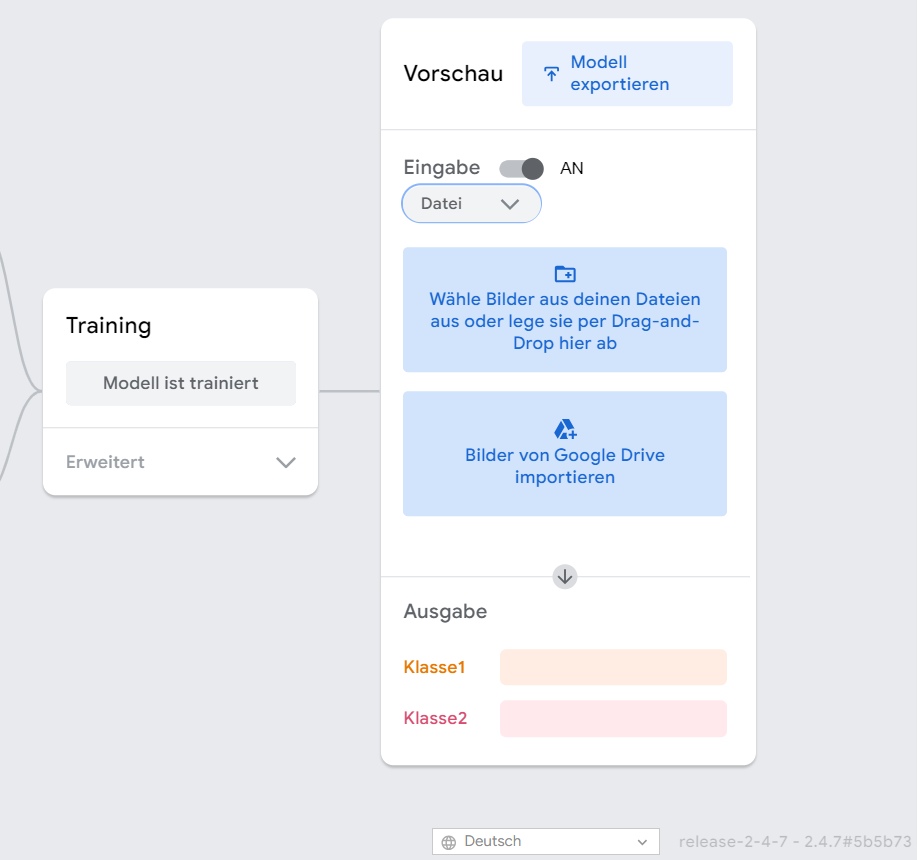 Vorschau
Modell
exportieren
Eingabe
AN
Datei
Wähle Bilder aus deinen Dateien
aus oder lege sie per Drag-and-
Drop hier ab
Training
Modell ist trainiert
Erweitert
Bilder von Google Drive
importieren
Ausgabe
Klasse1
Klasse2
Deutsch
release-2-4-7 - 2.4.7#5b5b73